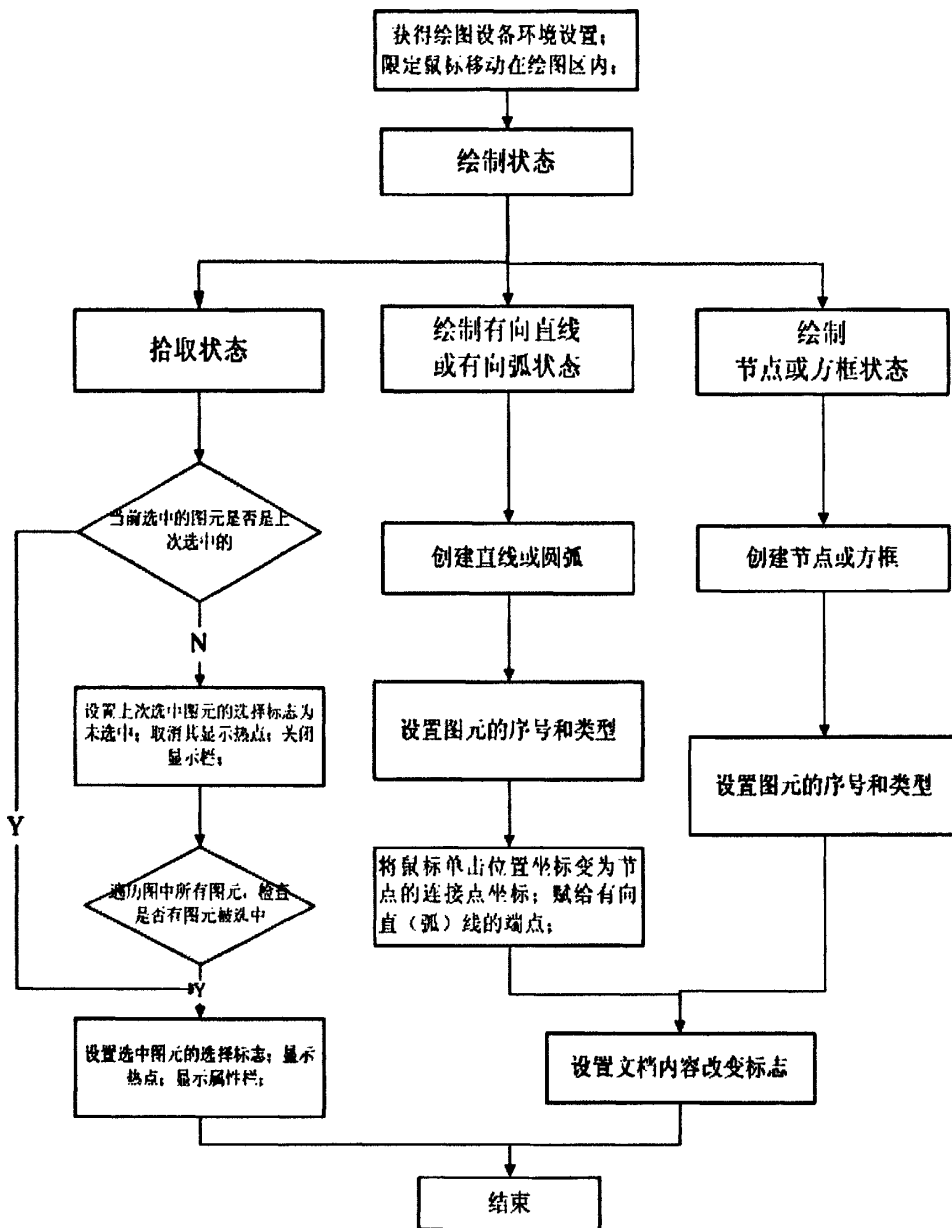 获得绘图设备环境设置；
限定鼠标移动在绘图区内；
绘制状态
拾取状态
绘制有向直线
或有向弧状态
绘制
节点或方框状态
当前选中的图元是否是上
次选中的
创建直线或圆弧
创建节点或方框
N
设置上次选中图元的选择标志为
未选中；取消其显示热点；关闭
显示栏；
设置图元的序号和类型
设置图元的序号和类型
Y
遍历图中所有图元，检查
是否有图元被选中
将鼠标单击位置坐标变为节
点的连接点坐标；赋给有向
直（弧）线的端点；
Y
设置选中图元的选择标志；显示
热点；显示属性栏；
设置文档内容改变标志
结束